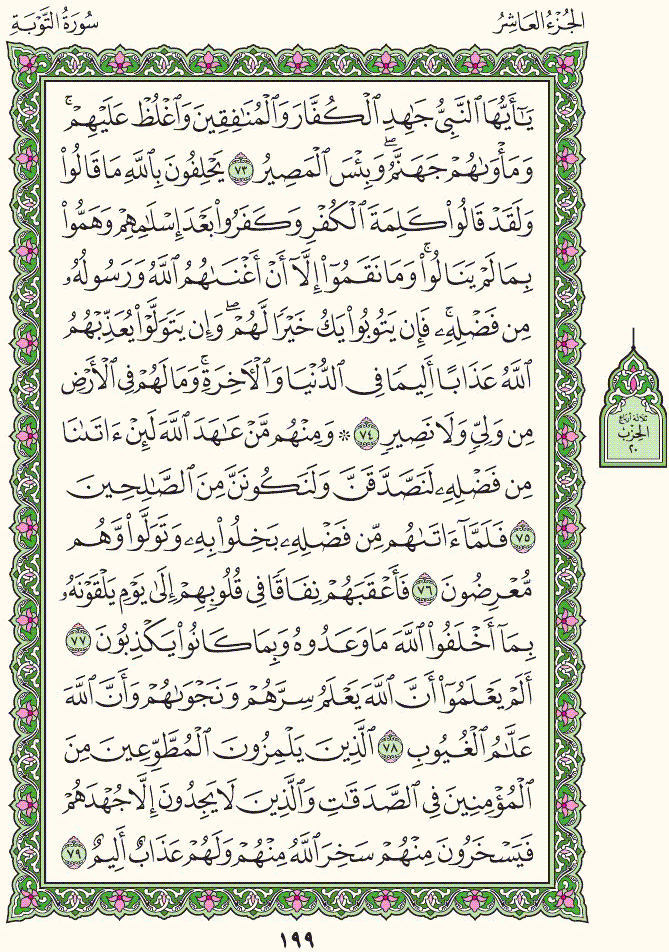 الجُزْءُ العَاشِرُ
سُورَةُ التَّوْبَةِ
يَـٰٓأَيُّهَا ٱلنَّبِىُّ جَـٰهِدِ ٱلْكُفَّارَ وَٱلْمُنَـٰفِقِينَ وَٱغْلُظْ عَلَيْهِمْ ۚ
وَمَأْوَىٰهُمْ جَهَنَّمُ ۖ وَبِئْسَ ٱلْمَصِيرُ ٧٣ يَحْلِفُونَ بِٱللَّهِ مَا قَالُوا۟
وَلَقَدْ قَالُوا۟ كَلِمَةَ ٱلْكُفْرِ وَكَفَرُوا۟ بَعْدَ إِسْلَـٰمِهِمْ وَهَمُّوا۟
بِمَا لَمْ يَنَالُوا۟ ۚ وَمَا نَقَمُوٓا۟ إِلَّآ أَنْ أَغْنَىٰهُمُ ٱللَّهُ وَرَسُولُهُۥ
مِن فَضْلِهِۦ ۚ فَإِن يَتُوبُوا۟ يَكُ خَيْرًا لَّهُمْ ۖ وَإِن يَتَوَلَّوْا۟ يُعَذِّبْهُمُ
ٱللَّهُ عَذَابًا أَلِيمًا فِى ٱلدُّنْيَا وَٱلْـَٔاخِرَةِ ۚ وَمَا لَهُمْ فِى ٱلْأَرْضِ
مِن وَلِىٍّ وَلَا نَصِيرٍ ٧٤ ۞ وَمِنْهُم مَّنْ عَـٰهَدَ ٱللَّهَ لَئِنْ ءَاتَىٰنَا
مِن فَضْلِهِۦ لَنَصَّدَّقَنَّ وَلَنَكُونَنَّ مِنَ ٱلصَّـٰلِحِينَ
٧٥ فَلَمَّآ ءَاتَىٰهُم مِّن فَضْلِهِۦ بَخِلُوا۟ بِهِۦ وَتَوَلَّوا۟ وَّهُم
مُّعْرِضُونَ ٧٦ فَأَعْقَبَهُمْ نِفَاقًا فِى قُلُوبِهِمْ إِلَىٰ يَوْمِ يَلْقَوْنَهُۥ
بِمَآ أَخْلَفُوا۟ ٱللَّهَ مَا وَعَدُوهُ وَبِمَا كَانُوا۟ يَكْذِبُونَ ٧٧
أَلَمْ يَعْلَمُوٓا۟ أَنَّ ٱللَّهَ يَعْلَمُ سِرَّهُمْ وَنَجْوَىٰهُمْ وَأَنَّ ٱللَّهَ
عَلَّـٰمُ ٱلْغُيُوبِ ٧٨ ٱلَّذِينَ يَلْمِزُونَ ٱلْمُطَّوِّعِينَ مِنَ
ٱلْمُؤْمِنِينَ فِى ٱلصَّدَقَـٰتِ وَٱلَّذِينَ لَا يَجِدُونَ إِلَّا جُهْدَهُمْ
فَيَسْخَرُونَ مِنْهُمْ ۙ سَخِرَ ٱللَّهُ مِنْهُمْ وَلَهُمْ عَذَابٌ أَلِيمٌ ٧٩
ثلاثة أرباع
الحزب
٢٠
١٩٩